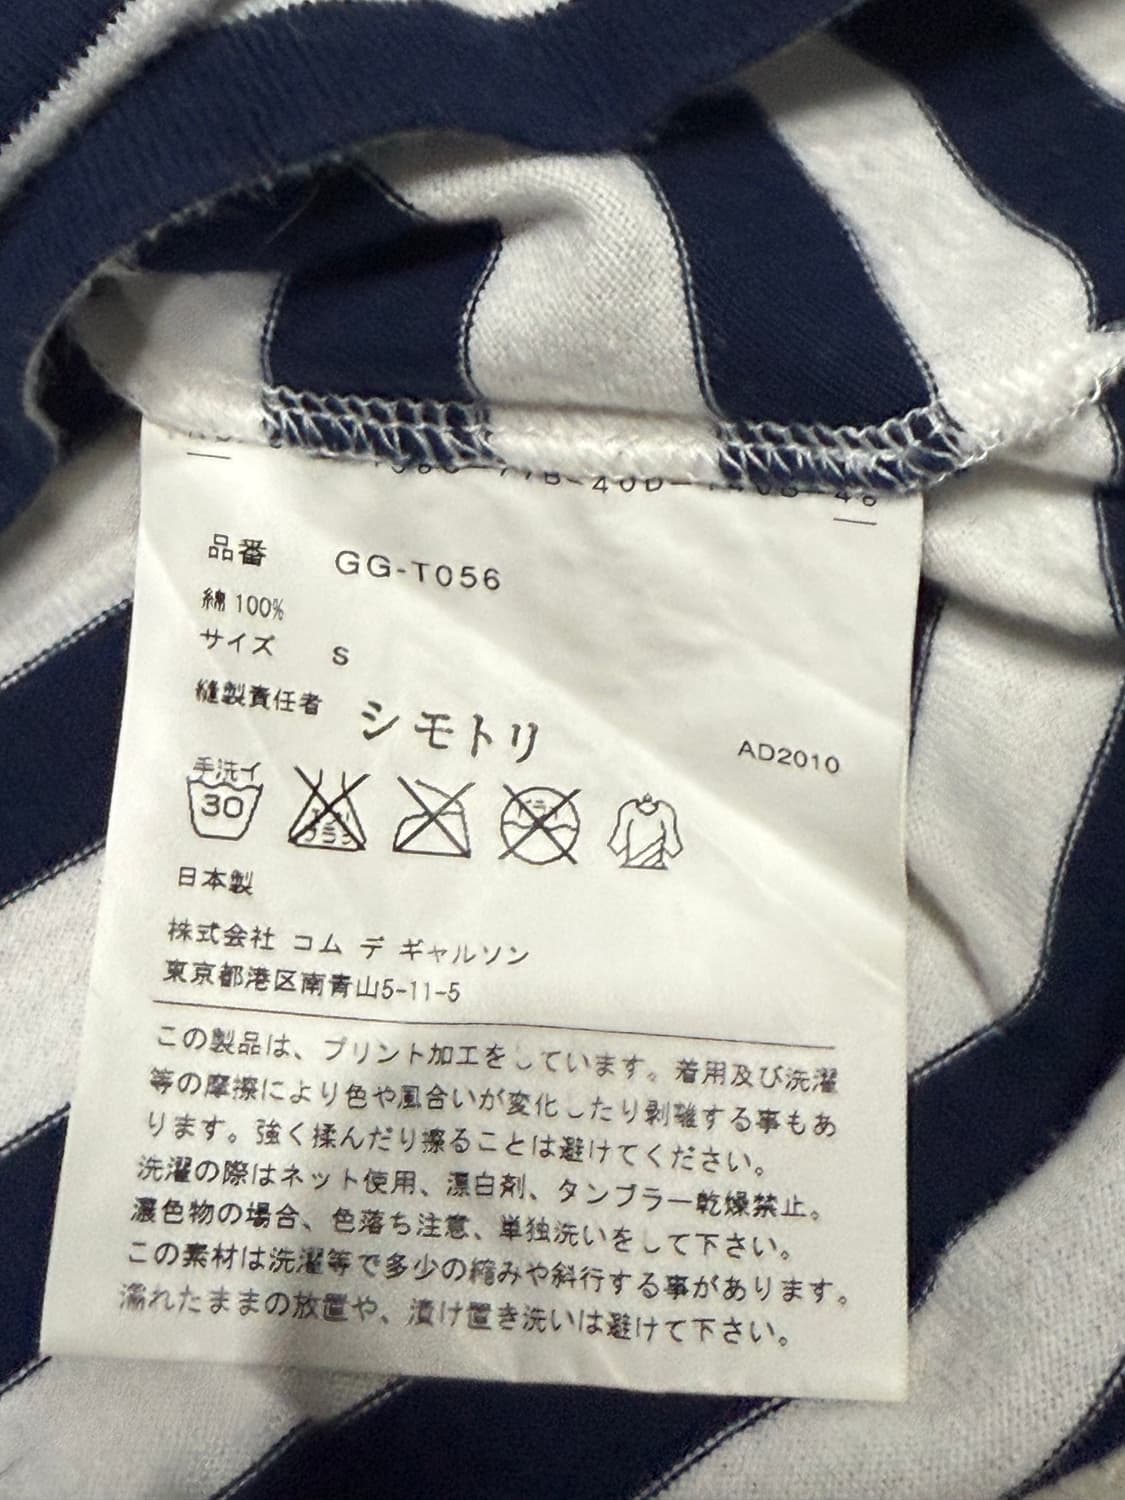 品番 GG-T056
綿 100%
サイズ S
縫製責任者 シモトリ
AD2010
手洗イ
30
エンソ
ドライ
日本製
株式会社 コム デ ギャルソン
東京都港区南青山5-11-5
この製品は、プリント加工をしています。着用及び洗濯
等の摩擦により色や風合いが変化したり剥離する事もあ
ります。強く揉んだり擦ることは避けてください。
洗濯の際はネット使用、漂白剤、タンブラー乾燥禁止。
濃色物の場合、色落ち注意、単独洗いをして下さい。
この素材は洗濯等で多少の縮みや斜行する事があります。
濡れたままの放置や、漬け置き洗いは避けて下さい。